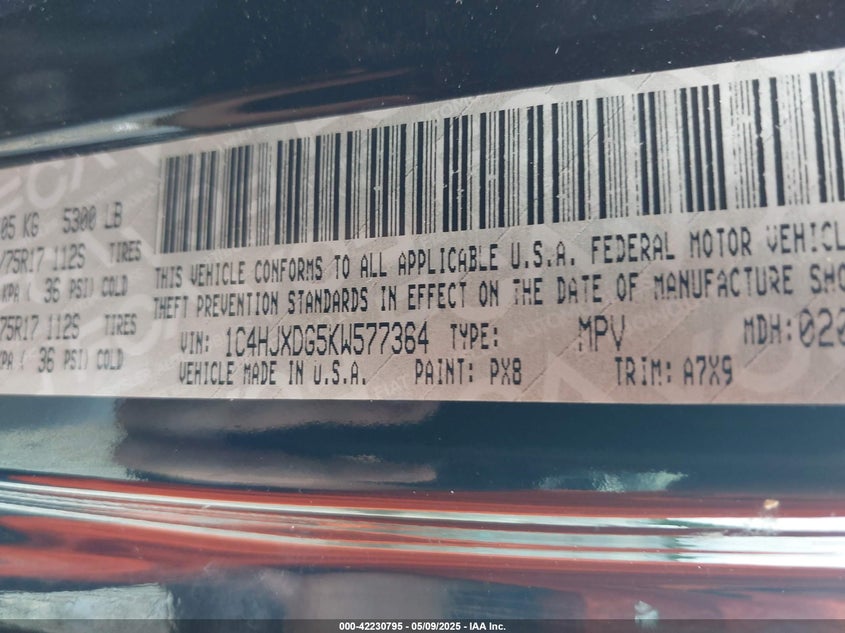 05 KG 5300 LB
/75R17 112S TIRES
KPA ( 36 PSI) COLD
75R17 112S TIRES
KPA ( 36 PSI) COLD
THIS VEHICLE CONFORMS TO ALL APPLICABLE U.S.A. FEDERAL MOTOR VEHICL
THEFT PREVENTION STANDARDS IN EFFECT ON THE DATE OF MANUFACTURE SHO
VIN: 1C4HJXDG5KW577364 TYPE: MPV MDH:020
VEHICLE MADE IN U.S.A. PAINT: PX8 TRIM: A7X9
000-42230795 - 05/09/2025 - IAA Inc.